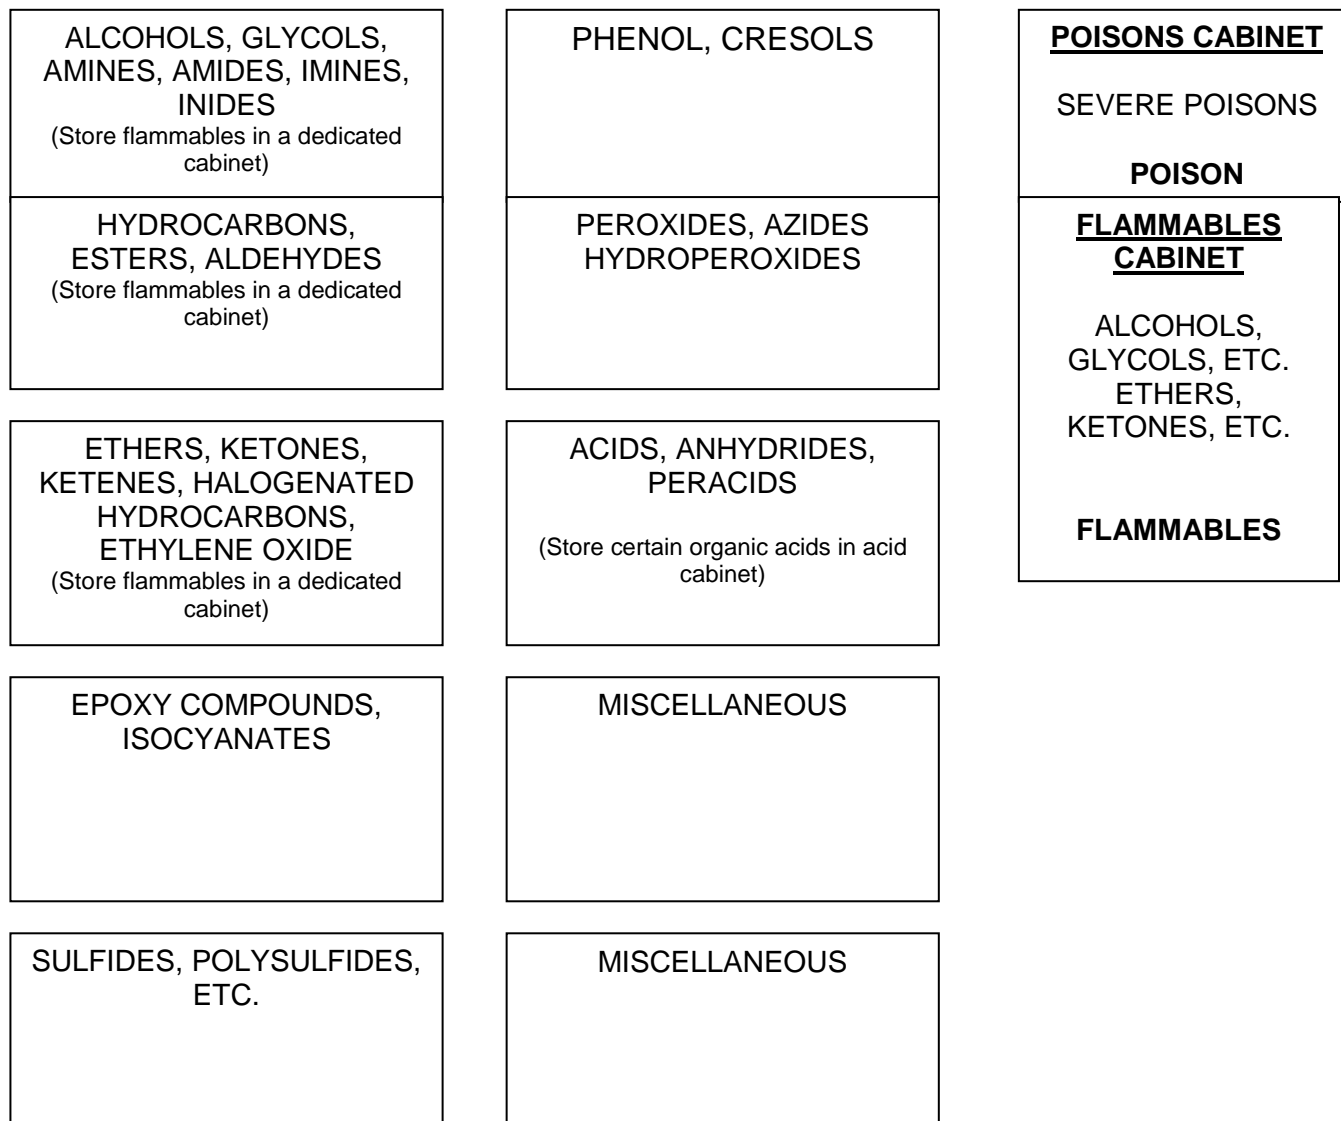 ALCOHOLS, GLYCOLS,
AMINES, AMIDES, IMINES,
INIDES
(Store flammables in a dedicated
cabinet)
HYDROCARBONS,
ESTERS, ALDEHYDES
(Store flammables in a dedicated
cabinet)
ETHERS, KETONES,
KETENES, HALOGENATED
HYDROCARBONS,
ETHYLENE OXIDE
(Store flammables in a dedicated
cabinet)
EPOXY COMPOUNDS,
ISOCYANATES
SULFIDES, POLYSULFIDES,
ETC.
PHENOL, CRESOLS
PEROXIDES, AZIDES
HYDROPEROXIDES
ACIDS, ANHYDRIDES,
PERACIDS
(Store certain organic acids in acid
cabinet)
MISCELLANEOUS
MISCELLANEOUS
POISONS CABINET
SEVERE POISONS
POISON
FLAMMABLES
CABINET
ALCOHOLS,
GLYCOLS, ETC.
ETHERS,
KETONES, ETC.
FLAMMABLES